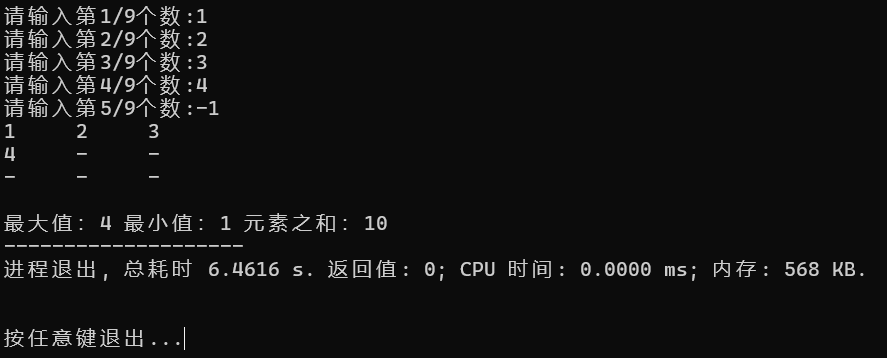 请输入第1/9个数:1
请输入第2/9个数:2
请输入第3/9个数:3
请输入第4/9个数:4
请输入第5/9个数:-1
1 2 3
4 - -
- - -
最大值: 4 最小值: 1 元素之和: 10
--------------------
进程退出, 总耗时 6.4616 s. 返回值: 0; CPU 时间: 0.0000 ms; 内存: 568 KB.
按任意键退出...